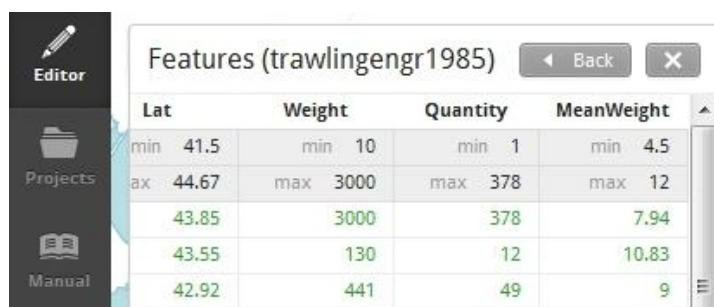 Editor
Projects
Manual
Features (trawlingengr1985)
Back
Lat Weight Quantity MeanWeight
min 41.5 min 10 min 1 min 4.5
ax 44.67 max 3000 max 378 max 12
43.85 3000 378 7.94
43.55 130 12 10.83
42.92 441 49 9